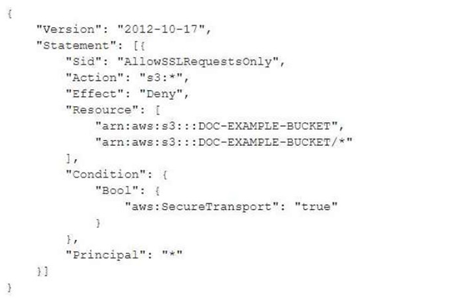 {
    "Version": "2012-10-17",
    "Statement": [{
        "Sid": "AllowSSLRequestsOnly",
        "Action": "s3:*",
        "Effect": "Deny",
        "Resource": [
            "arn:aws:s3:::DOC-EXAMPLE-BUCKET",
            "arn:aws:s3:::DOC-EXAMPLE-BUCKET/*"
        ],
        "Condition": {
            "Bool": {
                "aws:SecureTransport": "true"
            }
        },
        "Principal": "*"
    }]
}